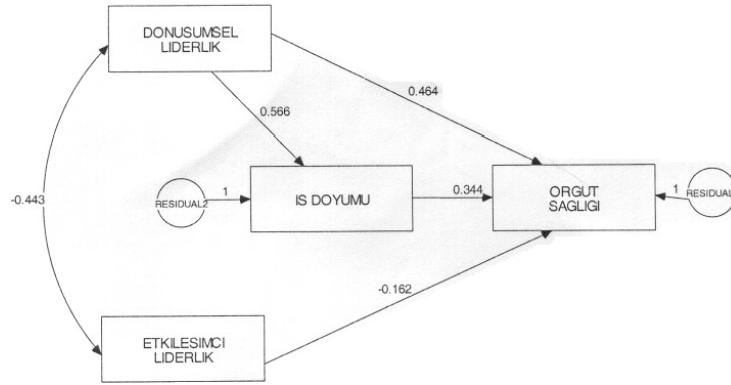 DONUSUMSEL
LIDERLIK
0.464
0.566
-0.443
RESIDUAL2
1
IS DOYUMU
0.344
ORGUT
SAGLIGI
1
RESIDUAL
-0.162
ETKILESIMCI
LIDERLIK